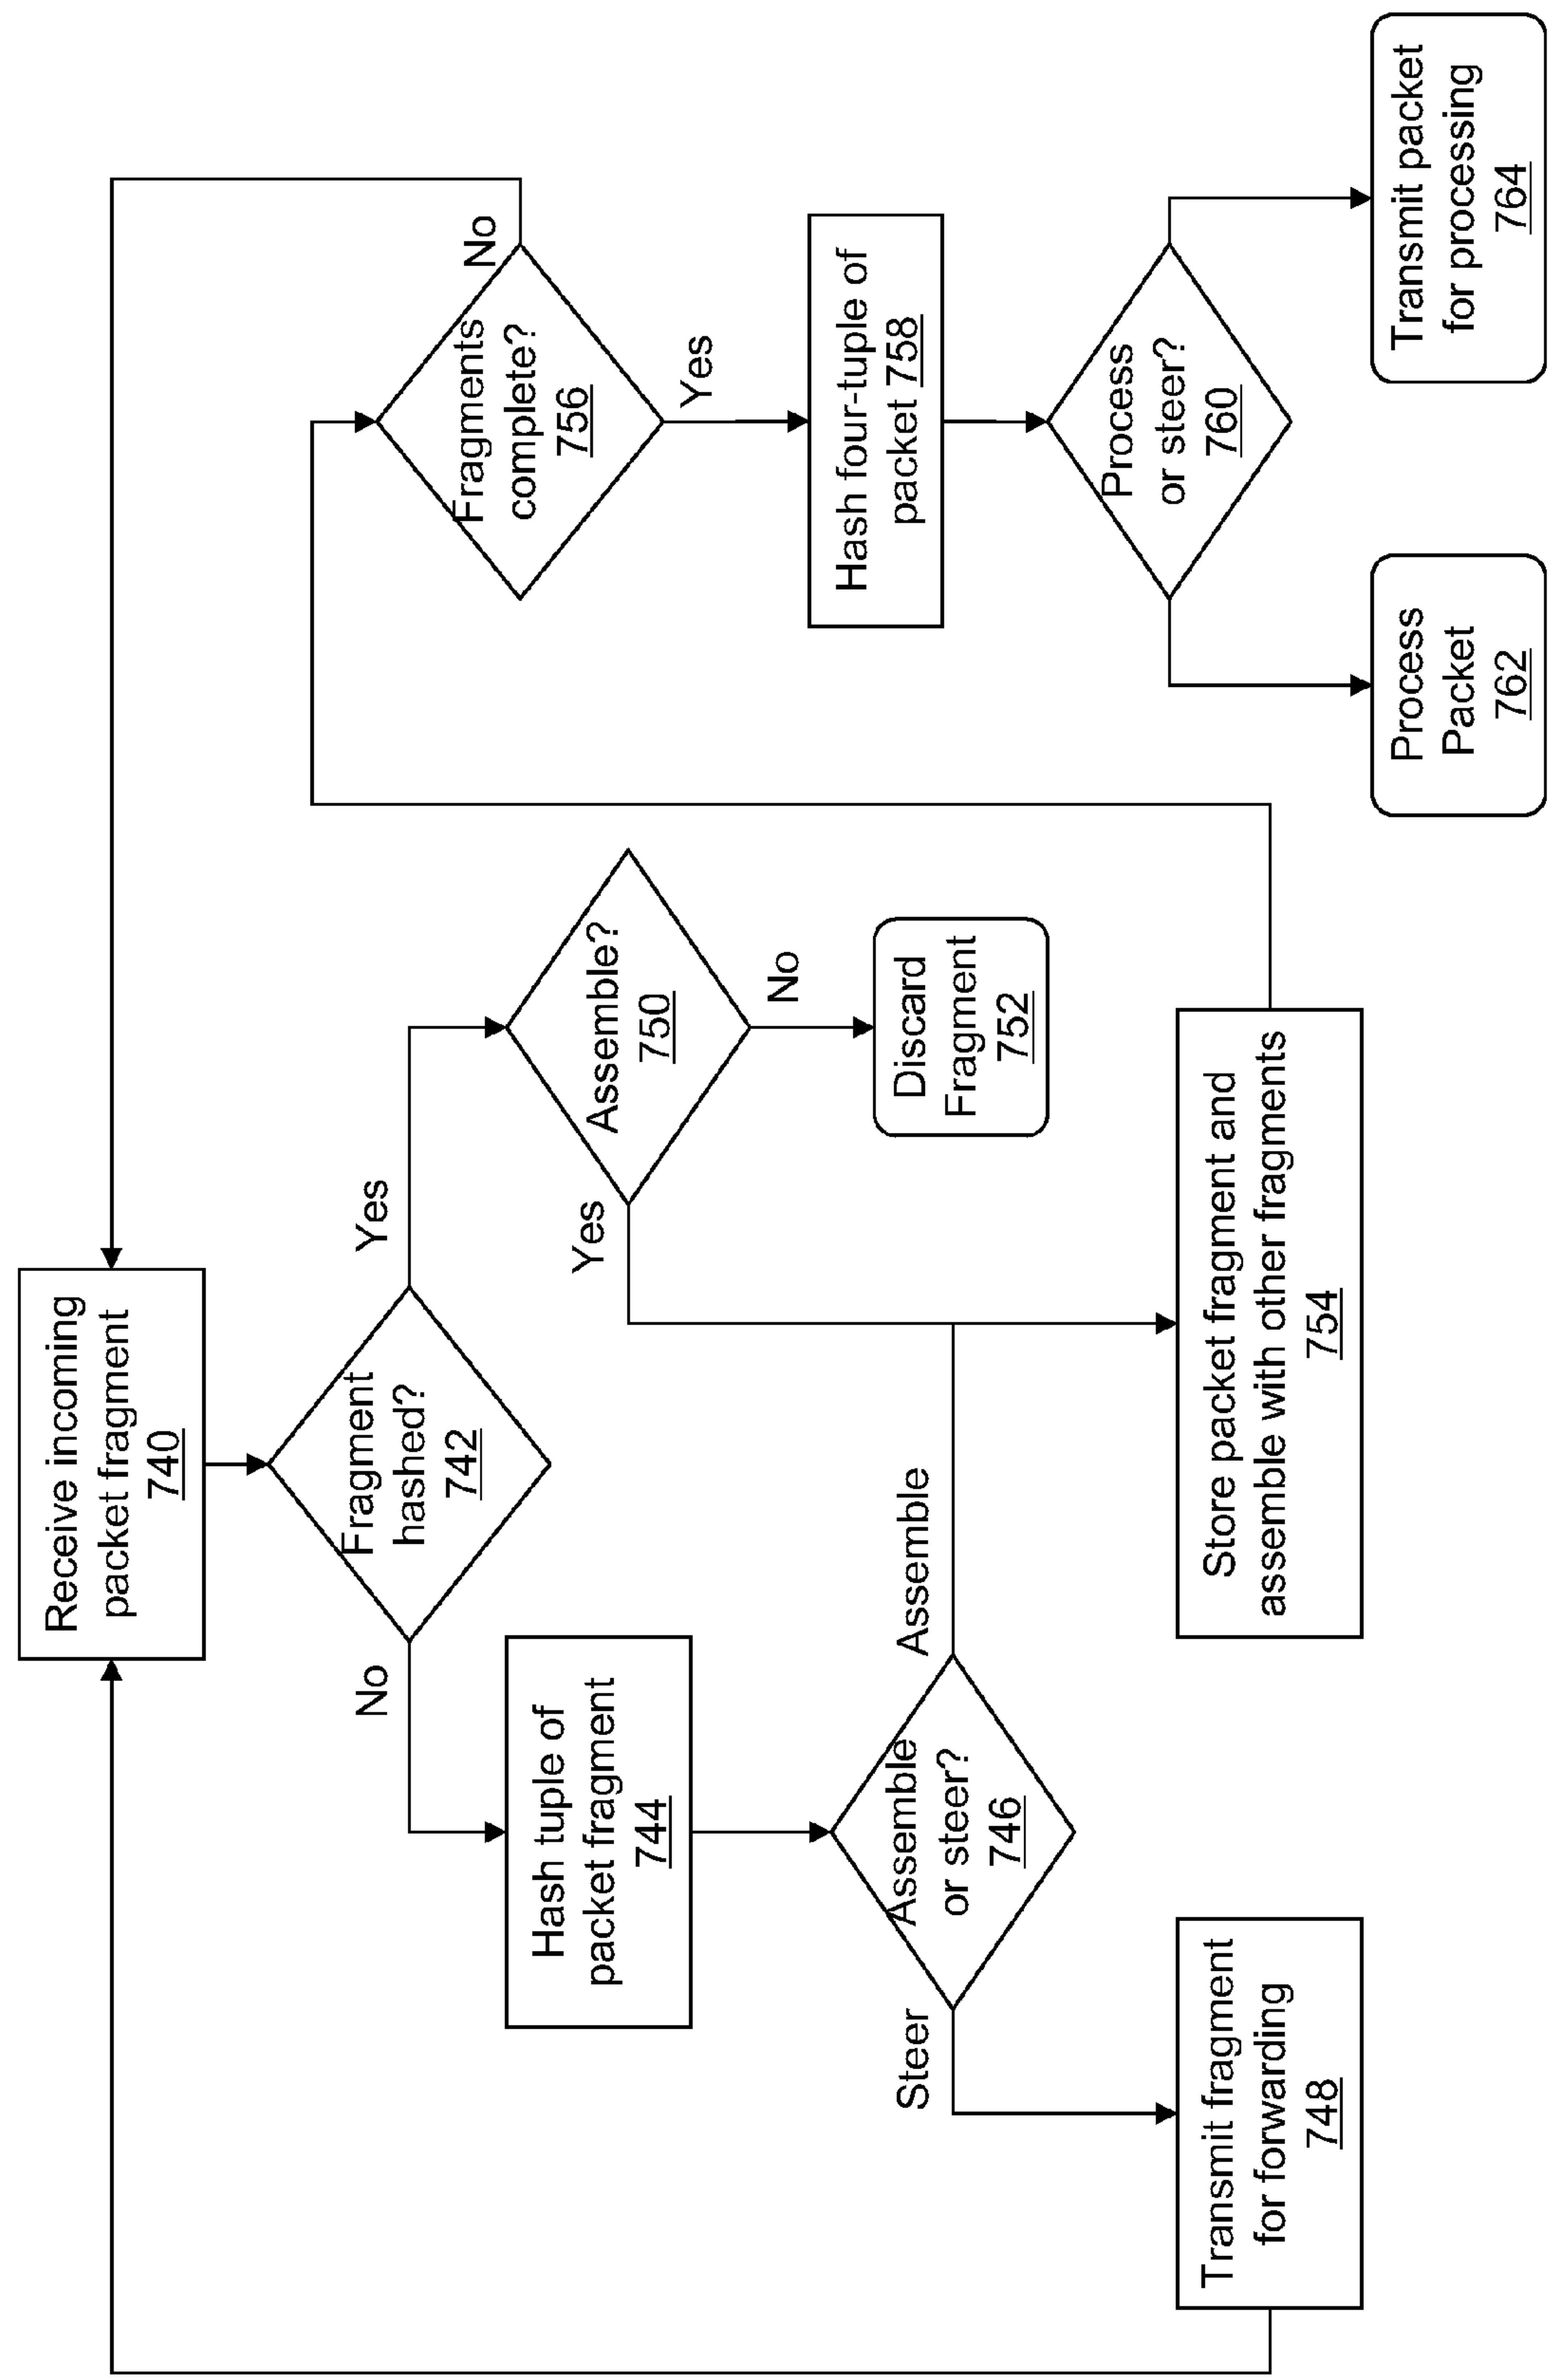 Receive incoming
packet fragment
740
Fragment
hashed?
742
No
Yes
Hash tuple of
packet fragment
744
Assemble
or steer?
746
Steer
Assemble
Transmit fragment
for forwarding
748
Assemble?
750
Yes
No
Discard
Fragment
752
Store packet fragment and
assemble with other fragments
754
Fragments
complete?
756
No
Yes
Hash four-tuple of
packet 758
Process
or steer?
760
Process
Packet
762
Transmit packet
for processing
764